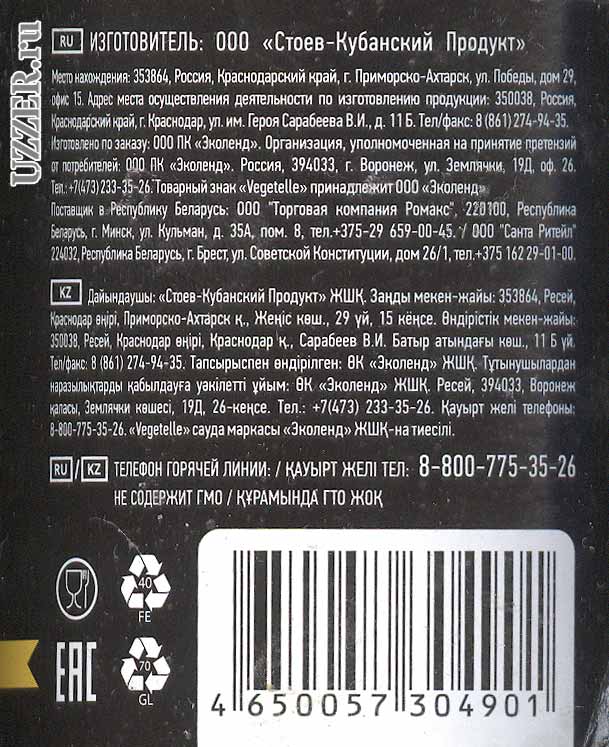 UZZER.ru
RU ИЗГОТОВИТЕЛЬ: ООО «Стоев-Кубанский Продукт»
Место нахождения: 353864, Россия, Краснодарский край, г. Приморско-Ахтарск, ул. Победы, дом 29,
офис 15. Адрес места осуществления деятельности по изготовлению продукции: 350038, Россия,
Краснодарский край, г. Краснодар, ул. им. Героя Сарабеева В.И., д. 11 Б. Тел/факс: 8 (861) 274-94-35.
Изготовлено по заказу: ООО ПК «Эколенд». Организация, уполномоченная на принятие претензий
от потребителей: ООО ПК «Эколенд». Россия, 394033, г. Воронеж, ул. Землячки, 19Д, оф. 26.
Тел.: +7(473) 233-35-26. Товарный знак «Vegetelle» принадлежит ООО «Эколенд».
Поставщик в Республику Беларусь: ООО "Торговая компания Ромакс", 220100, Республика
Беларусь, г. Минск, ул. Кульман, д. 35А, пом. 8, тел.+375-29 659-00-45. / ООО "Санта Ритейл"
224032, Республика Беларусь, г. Брест, ул. Советской Конституции, дом 26/1, тел.+375 162 29-01-00.
KZ Дайындаушы: «Стоев-Кубанский Продукт» ЖШҚ. Заңды мекен-жайы: 353864, Ресей,
Краснодар өңірі, Приморско-Ахтарск қ., Жеңіс көш., 29 үй, 15 кеңсе. Өндірістік мекен-жайы:
350038, Ресей, Краснодар өңірі, Краснодар қ., Сарабеев В.И. Батыр атындағы көш., 11 Б үй.
Тел/факс: 8 (861) 274-94-35. Тапсырыспен өндірілген: ӨК «Эколенд» ЖШҚ. Тұтынушылардан
наразылықтарды қабылдауға уәкілетті ұйым: ӨК «Эколенд» ЖШҚ. Ресей, 394033, Воронеж
қаласы, Землячки көшесі, 19Д, 26-кеңсе. Тел.: +7(473) 233-35-26. Қауырт желі телефоны:
8-800-775-35-26. «Vegetelle» сауда маркасы «Эколенд» ЖШҚ-на тиесілі.
RU/KZ ТЕЛЕФОН ГОРЯЧЕЙ ЛИНИИ: / ҚАУЫРТ ЖЕЛІ ТЕЛ: 8-800-775-35-26
НЕ СОДЕРЖИТ ГМО / ҚҰРАМЫНДА ГТО ЖОҚ
40
FE
EAC
70
GL
4 650057 304901